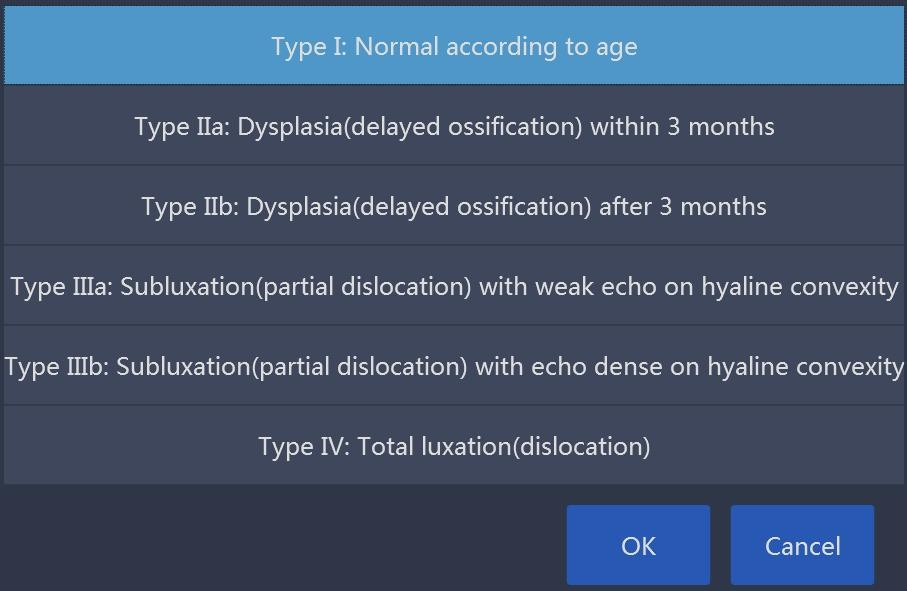 Type I: Normal according to age
Type IIa: Dysplasia(delayed ossification) within 3 months
Type IIb: Dysplasia(delayed ossification) after 3 months
Type IIIa: Subluxation(partial dislocation) with weak echo on hyaline convexity
Type IIIb: Subluxation(partial dislocation) with echo dense on hyaline convexity
Type IV: Total luxation(dislocation)
OK Cancel